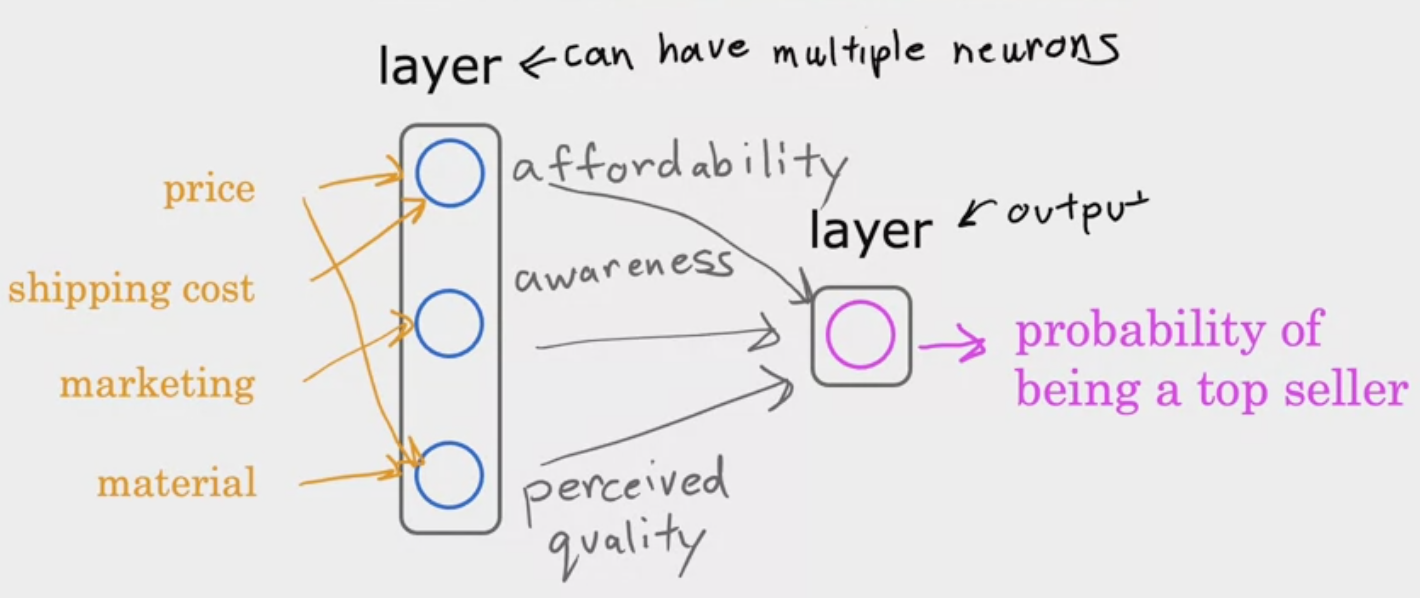 layer ←can have multiple neurons
price
shipping cost
marketing
material
affordability
awareness
perceived
quality
layer ←output
probability of
being a top seller